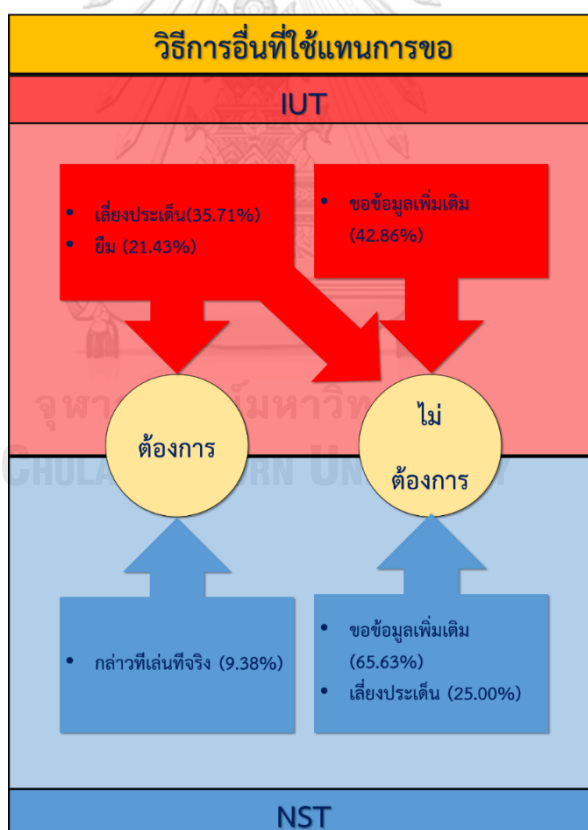 วิธีการอื่นที่ใช้แทนการขอ
IUT
• เลี่ยงประเด็น(35.71%)
• ยืม (21.43%)
• ขอข้อมูลเพิ่มเติม
(42.86%)
ต้องการ
ไม่
ต้องการ
• กล่าวทีเล่นทีจริง (9.38%)
• ขอข้อมูลเพิ่มเติม
(65.63%)
• เลี่ยงประเด็น (25.00%)
NST